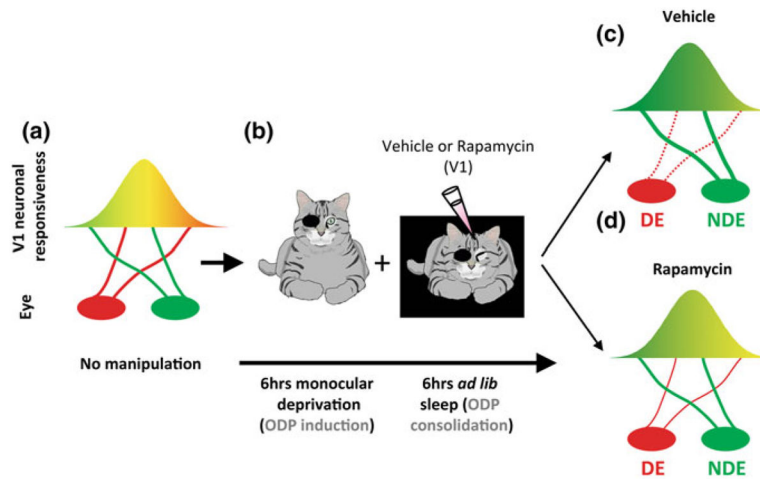 (a)
V1 neuronal
responsiveness
Eye
No manipulation
(b)
Vehicle or Rapamycin
(V1)
+
6hrs monocular
deprivation
(ODP induction)
6hrs ad lib
sleep (ODP
consolidation)
(c)
Vehicle
DE
NDE
(d)
Rapamycin
DE
NDE